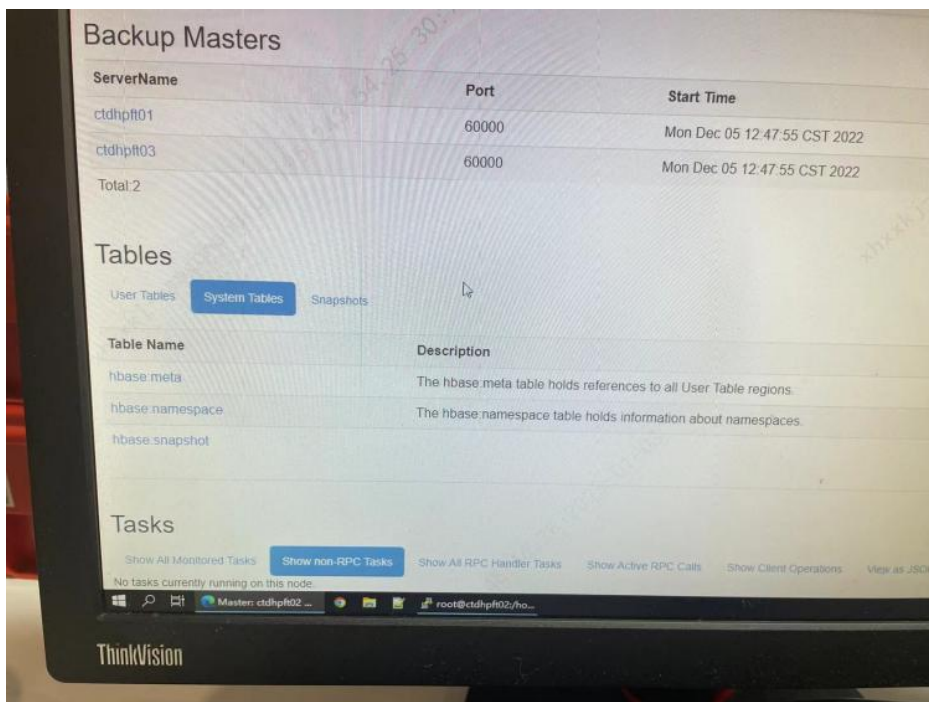 Backup Masters
ServerName Port Start Time
ctdhpft01 60000 Mon Dec 05 12:47:55 CST 2022
ctdhpft03 60000 Mon Dec 05 12:47:55 CST 2022
Total:2
Tables
User Tables System Tables Snapshots
Table Name Description
hbase:meta The hbase:meta table holds references to all User Table regions.
hbase:namespace The hbase:namespace table holds information about namespaces.
hbase:snapshot
Tasks
Show All Monitored Tasks Show non-RPC Tasks Show All RPC Handler Tasks Show Active RPC Calls Show Client Operations View as JSON
No tasks currently running on this node.
Master: ctdhpft02 ... root@ctdhpft02:/ho...
ThinkVision